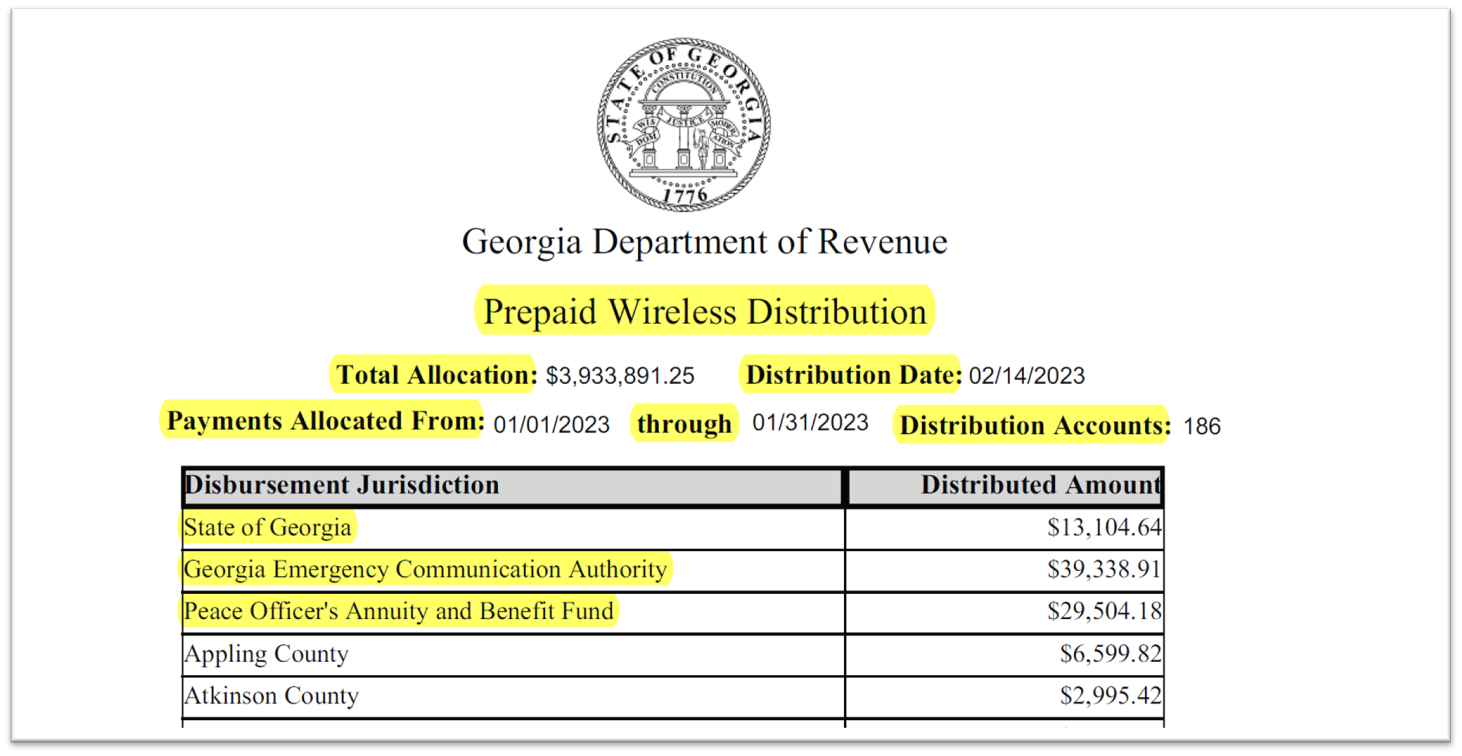 STATE OF GEORGIA
CONSTITUTION
WISDOM JUSTICE MODERATION
1776
Georgia Department of Revenue
Prepaid Wireless Distribution
Total Allocation: $3,933,891.25 Distribution Date: 02/14/2023
Payments Allocated From: 01/01/2023 through 01/31/2023 Distribution Accounts: 186
Disbursement Jurisdiction Distributed Amount
State of Georgia $13,104.64
Georgia Emergency Communication Authority $39,338.91
Peace Officer's Annuity and Benefit Fund $29,504.18
Appling County $6,599.82
Atkinson County $2,995.42